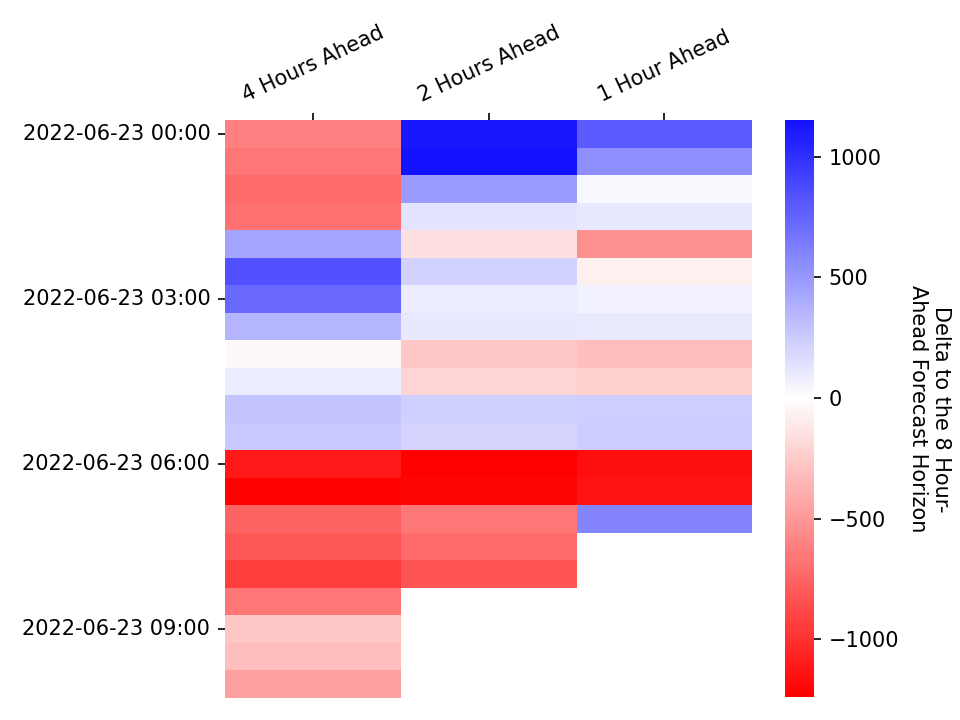 4 Hours Ahead
2 Hours Ahead
1 Hour Ahead
2022-06-23 00:00
2022-06-23 03:00
2022-06-23 06:00
2022-06-23 09:00
1000
500
0
−500
−1000
Delta to the 8 Hour-
Ahead Forecast Horizon